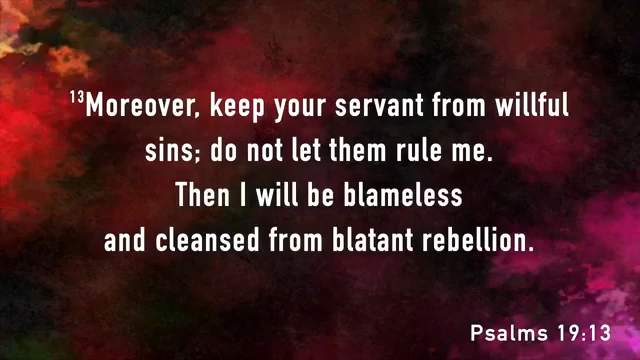 ¹³Moreover, keep your servant from willful
sins; do not let them rule me.
Then I will be blameless
and cleansed from blatant rebellion.
Psalms 19:13